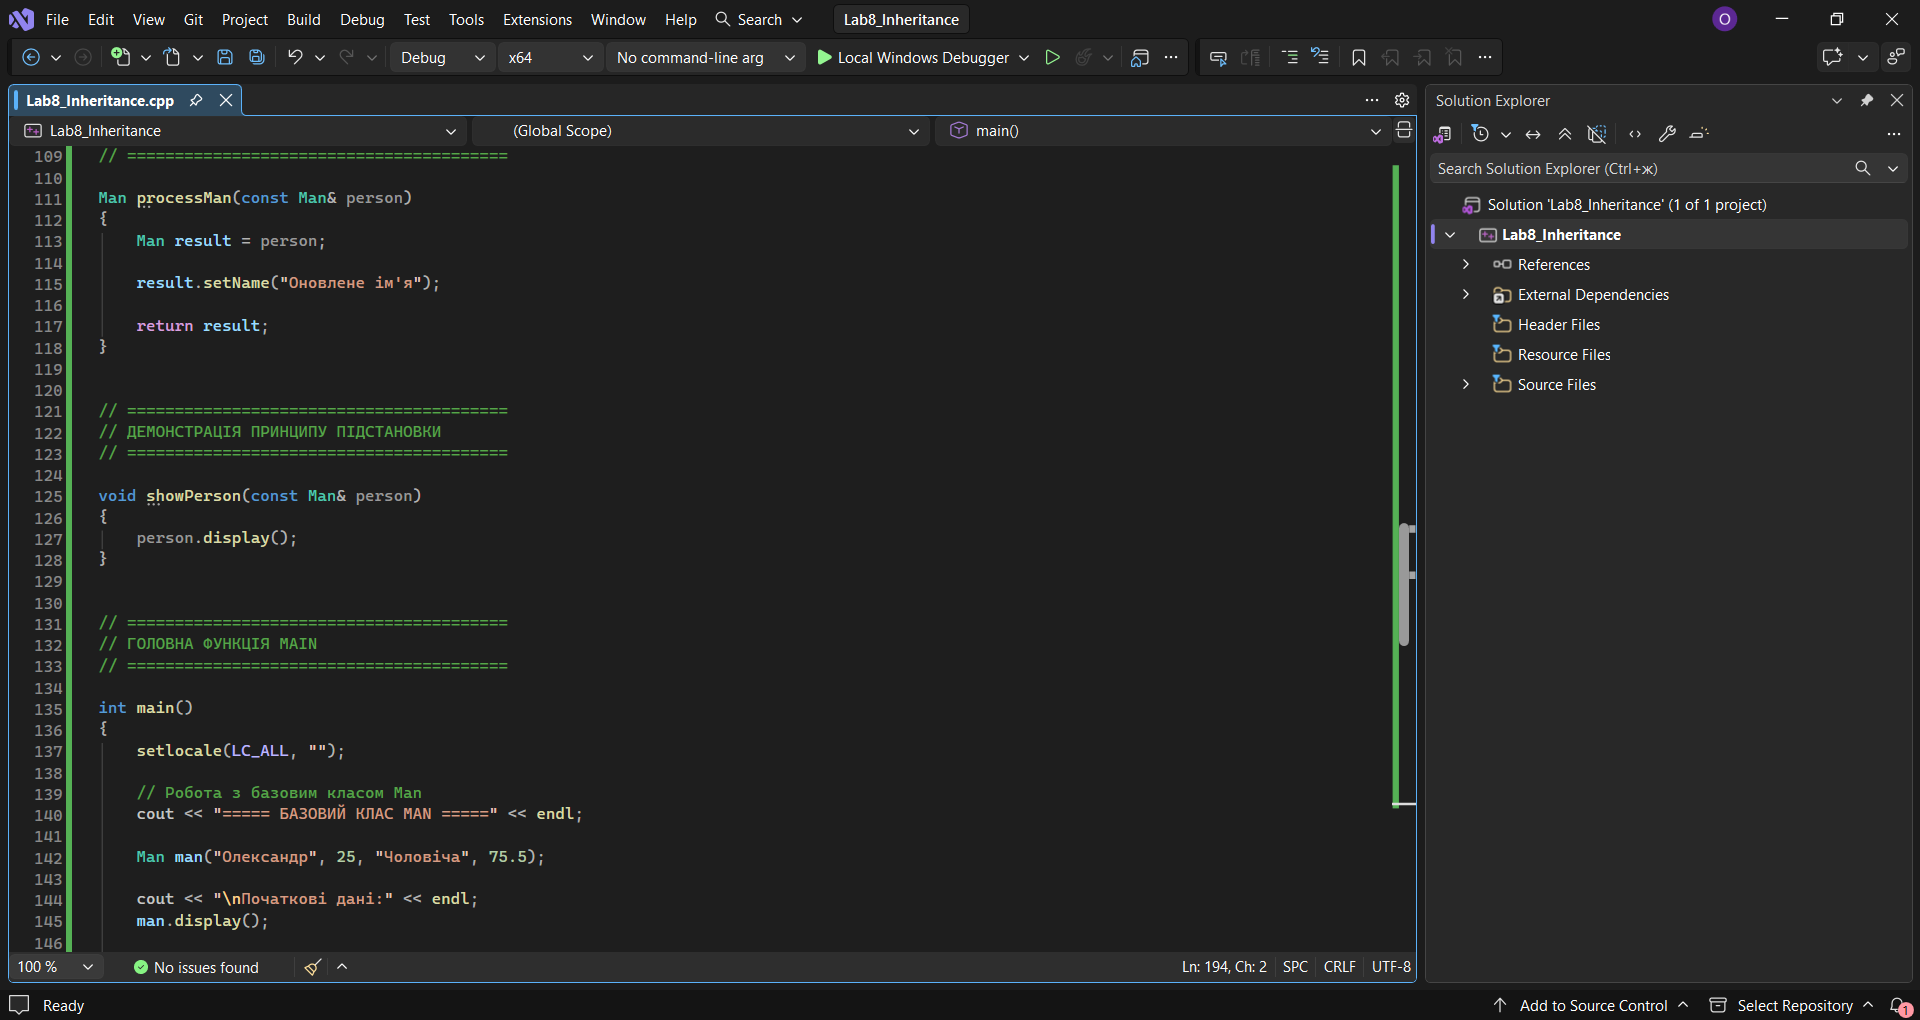 File Edit View Git Project Build Debug Test Tools Extensions Window Help Search Lab8_Inheritance O
Debug x64 No command-line arg Local Windows Debugger
Lab8_Inheritance.cpp
Lab8_Inheritance (Global Scope) main()
109 // ========================================
110
111 Man processMan(const Man& person)
112 {
113 Man result = person;
114
115 result.setName("Оновлене ім'я");
116
117 return result;
118 }
119
120
121 // ========================================
122 // ДЕМОНСТРАЦІЯ ПРИНЦИПУ ПІДСТАНОВКИ
123 // ========================================
124
125 void showPerson(const Man& person)
126 {
127 person.display();
128 }
129
130
131 // ========================================
132 // ГОЛОВНА ФУНКЦІЯ MAIN
133 // ========================================
134
135 int main()
136 {
137 setlocale(LC_ALL, "");
138
139 // Робота з базовим класом Man
140 cout << "===== БАЗОВИЙ КЛАС MAN =====" << endl;
141
142 Man man("Олександр", 25, "Чоловіча", 75.5);
143
144 cout << "\nПочаткові дані:" << endl;
145 man.display();
146
100 % No issues found Ln: 194, Ch: 2 SPC CRLF UTF-8
Solution Explorer
Search Solution Explorer (Ctrl+ж)
Solution 'Lab8_Inheritance' (1 of 1 project)
Lab8_Inheritance
References
External Dependencies
Header Files
Resource Files
Source Files
Ready Add to Source Control Select Repository 1